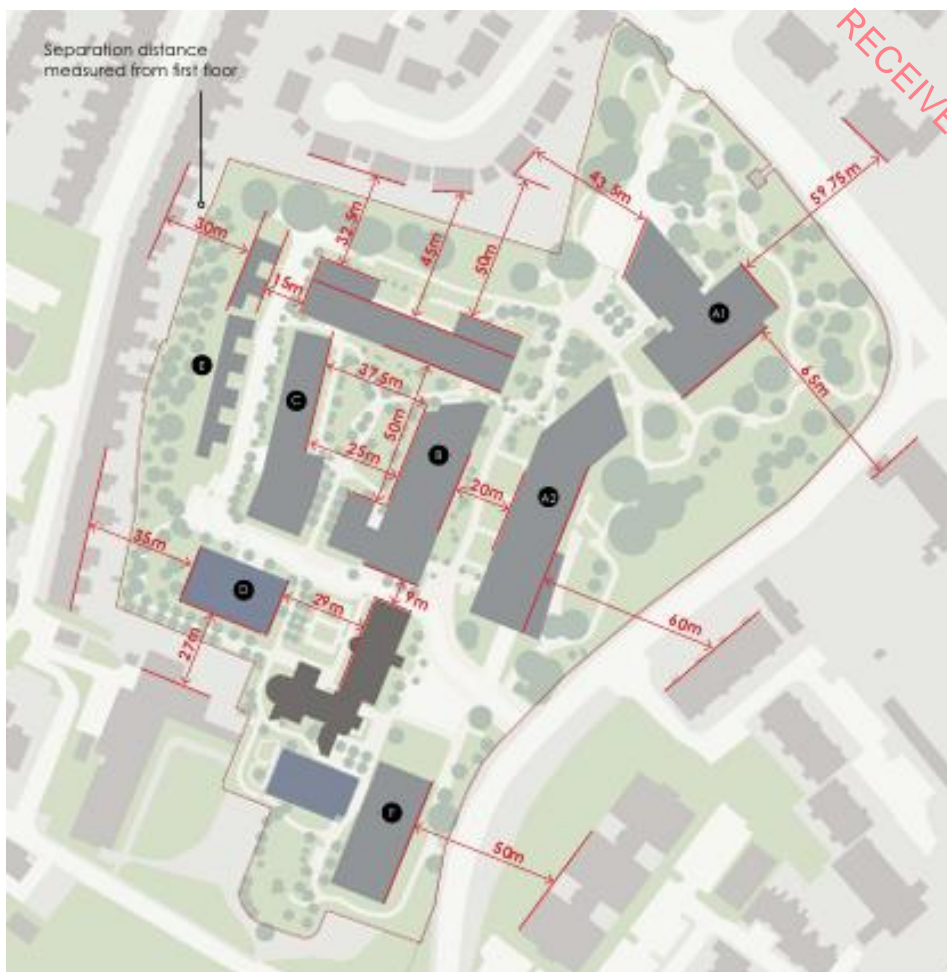 Separation distance
measured from first floor
RECEIVE
43.5m
59.75m
32.5m
45m
50m
30m
15m
A1
E
37.5m
65m
C
50m
B
25m
20m
A2
35m
D
29m
9m
27m
60m
F
50m